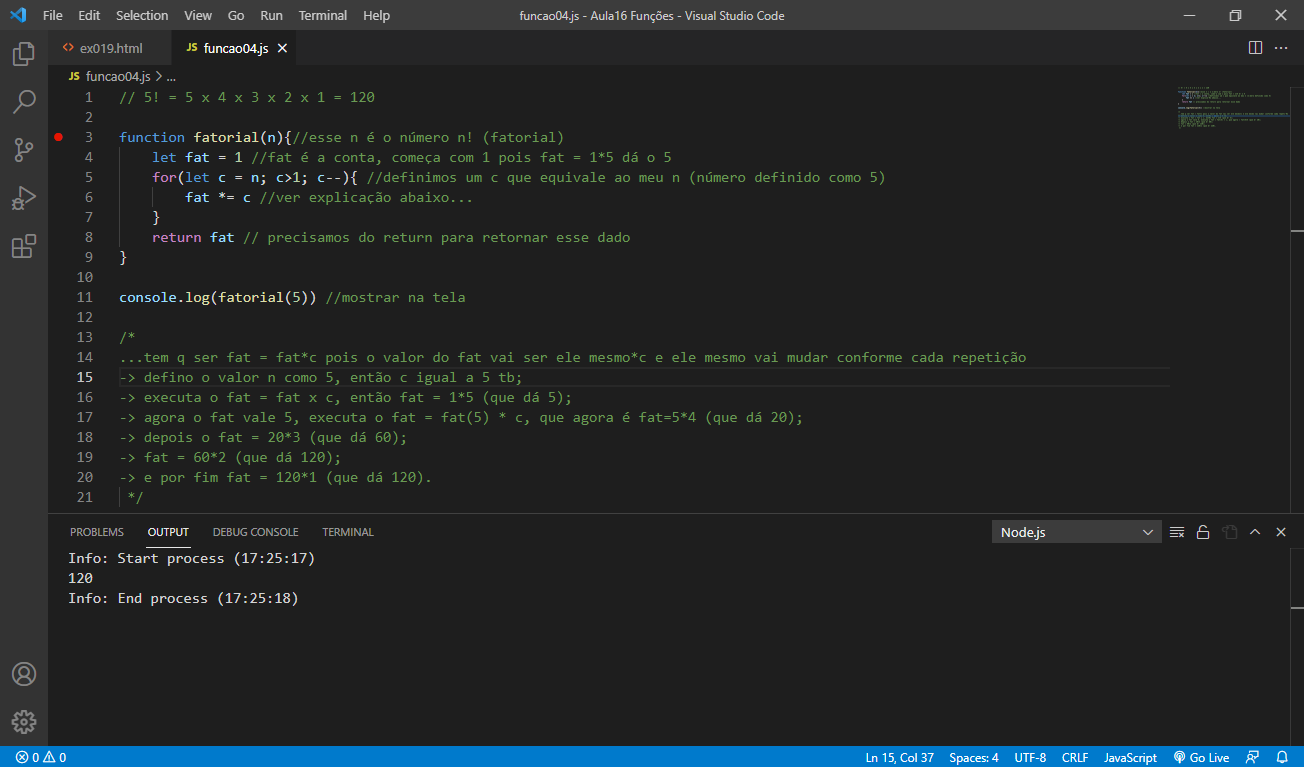 File Edit Selection View Go Run Terminal Help funcao04.js - Aula16 Funções - Visual Studio Code
<> ex019.html JS funcao04.js
JS funcao04.js > ...
1 // 5! = 5 x 4 x 3 x 2 x 1 = 120
2
3 function fatorial(n){//esse n é o número n! (fatorial)
4 let fat = 1 //fat é a conta, começa com 1 pois fat = 1*5 dá o 5
5 for(let c = n; c>1; c--){ //definimos um c que equivale ao meu n (número definido como 5)
6 fat *= c //ver explicação abaixo...
7 }
8 return fat // precisamos do return para retornar esse dado
9 }
10
11 console.log(fatorial(5)) //mostrar na tela
12
13 /*
14 ...tem q ser fat = fat*c pois o valor do fat vai ser ele mesmo*c e ele mesmo vai mudar conforme cada repetição
15 -> defino o valor n como 5, então c igual a 5 tb;
16 -> executa o fat = fat x c, então fat = 1*5 (que dá 5);
17 -> agora o fat vale 5, executa o fat = fat(5) * c, que agora é fat=5*4 (que dá 20);
18 -> depois o fat = 20*3 (que dá 60);
19 -> fat = 60*2 (que dá 120);
20 -> e por fim fat = 120*1 (que dá 120).
21 */
PROBLEMS OUTPUT DEBUG CONSOLE TERMINAL Node.js
Info: Start process (17:25:17)
120
Info: End process (17:25:18)
0 0 Ln 15, Col 37 Spaces: 4 UTF-8 CRLF JavaScript Go Live